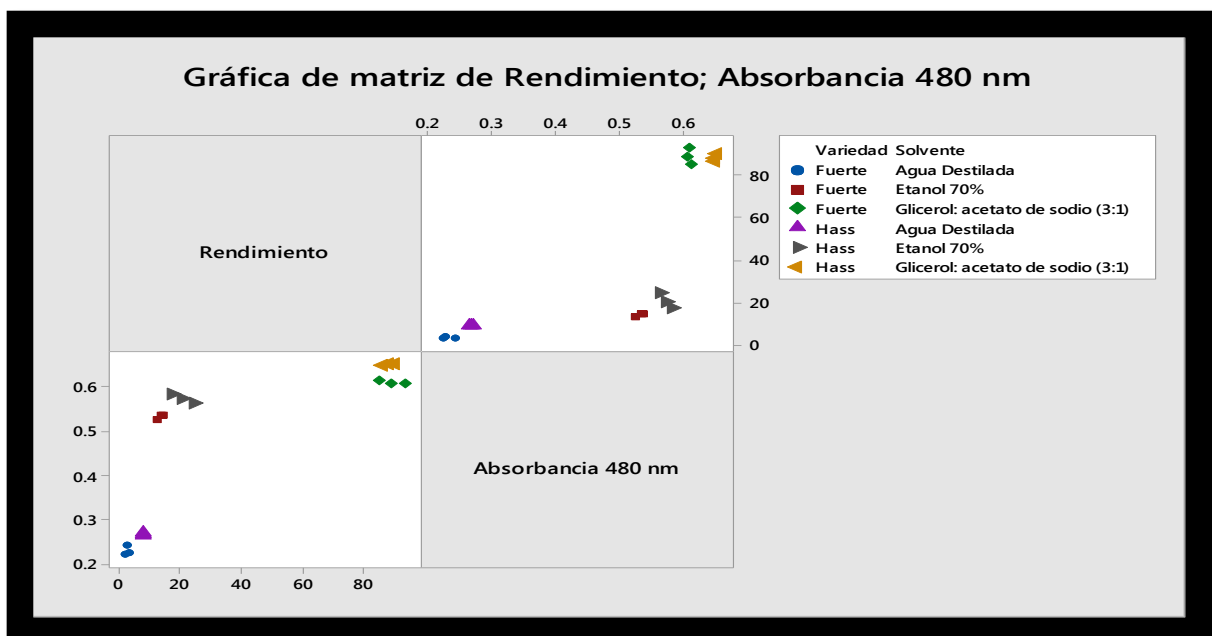 Gráfica de matriz de Rendimiento; Absorbancia 480 nm
0.2 0.3 0.4 0.5 0.6
Variedad Solvente
Fuerte Agua Destilada
Fuerte Etanol 70%
Fuerte Glicerol: acetato de sodio (3:1)
Hass Agua Destilada
Hass Etanol 70%
Hass Glicerol: acetato de sodio (3:1)
80
60
40
20
0
Rendimiento
0.6
0.5
0.4
0.3
0.2
Absorbancia 480 nm
0 20 40 60 80